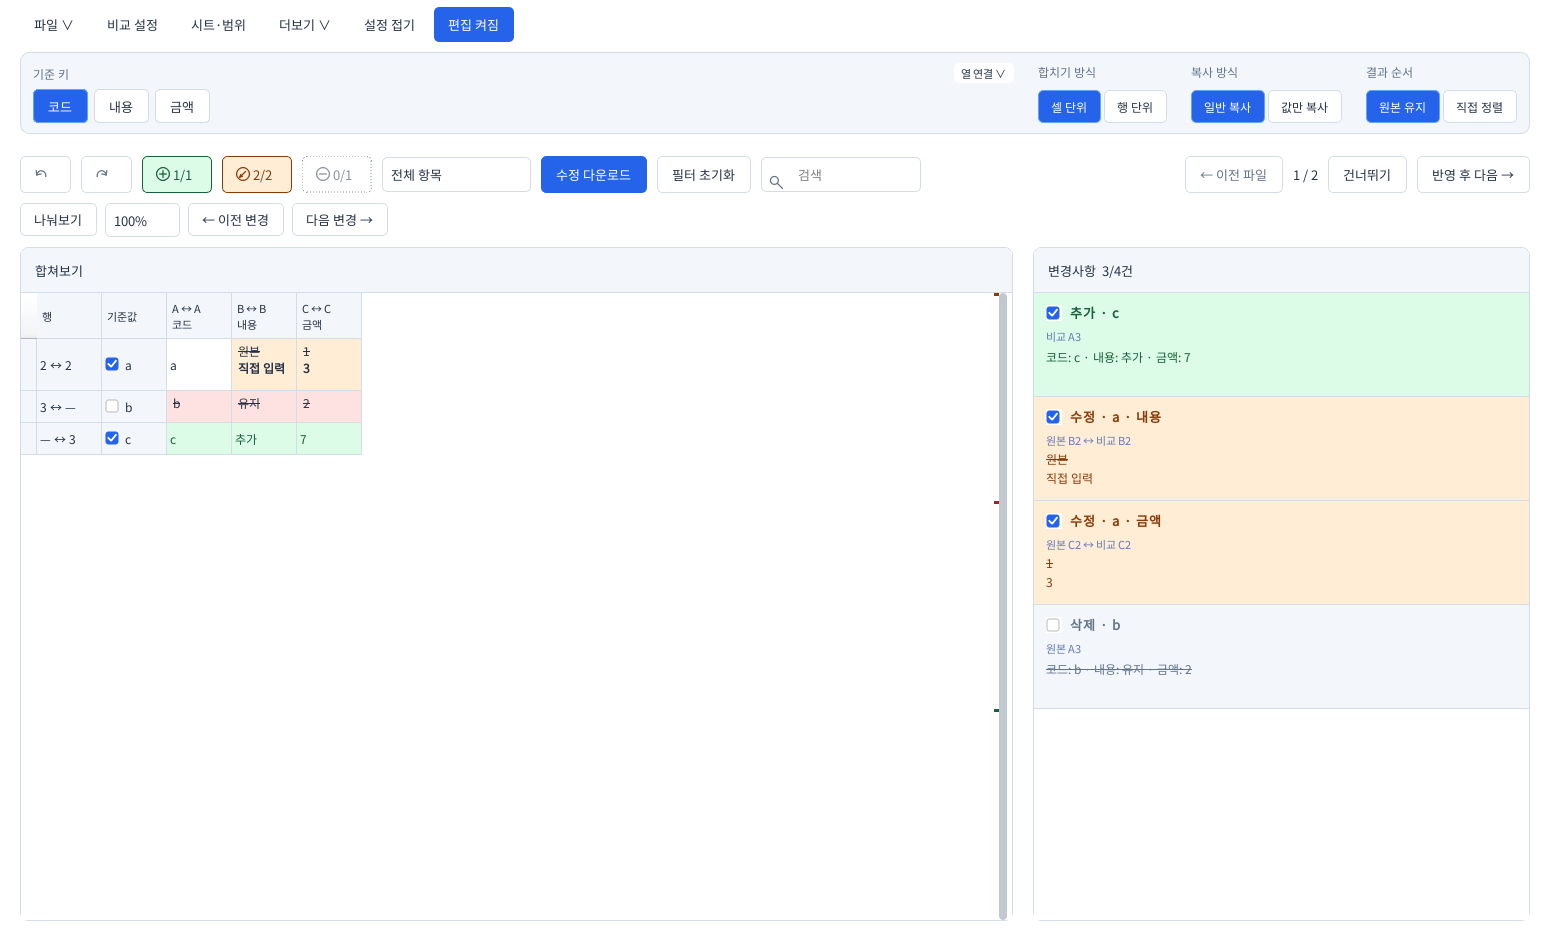 파일 ∨ 비교 설정 시트·범위 더보기 ∨ 설정 접기 편집 켜짐
기준 키 열 연결 ∨ 합치기 방식 복사 방식 결과 순서
코드 내용 금액 셀 단위 행 단위 일반 복사 값만 복사 원본 유지 직접 정렬
1/1 2/2 0/1 전체 항목 수정 다운로드 필터 초기화 검색 ← 이전 파일 1 / 2 건너뛰기 반영 후 다음 →
나눠보기 100% ← 이전 변경 다음 변경 →
합쳐보기
행 기준값 A ↔ A 코드 B ↔ B 내용 C ↔ C 금액
2 ↔ 2 a a 원본 직접 입력 1 3
3 ↔ — b b 유지 2
— ↔ 3 c c 추가 7
변경사항 3/4건
추가 · c
비교 A3
코드: c · 내용: 추가 · 금액: 7
수정 · a · 내용
원본 B2 ↔ 비교 B2
원본
직접 입력
수정 · a · 금액
원본 C2 ↔ 비교 C2
1
3
삭제 · b
원본 A3
코드: b · 내용: 유지 · 금액: 2